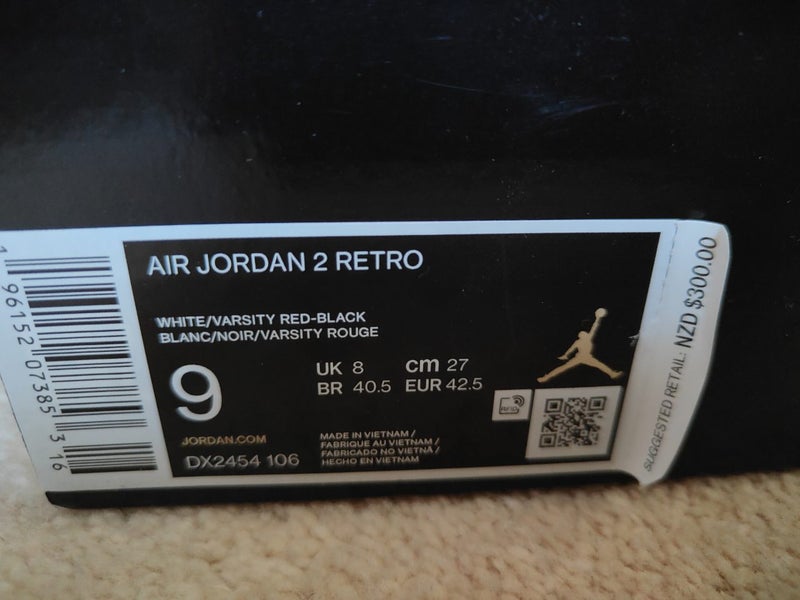 AIR JORDAN 2 RETRO
WHITE/VARSITY RED-BLACK
BLANC/NOIR/VARSITY ROUGE
9
UK 8
cm 27
BR 40.5
EUR 42.5
JORDAN.COM
DX2454 106
MADE IN VIETNAM /
FABRIQUE AU VIETNAM /
FABRICADO NO VIETNÃ /
HECHO EN VIETNAM
RFID
1 96152 07385 3 16
SUGGESTED RETAIL: NZD $300.00